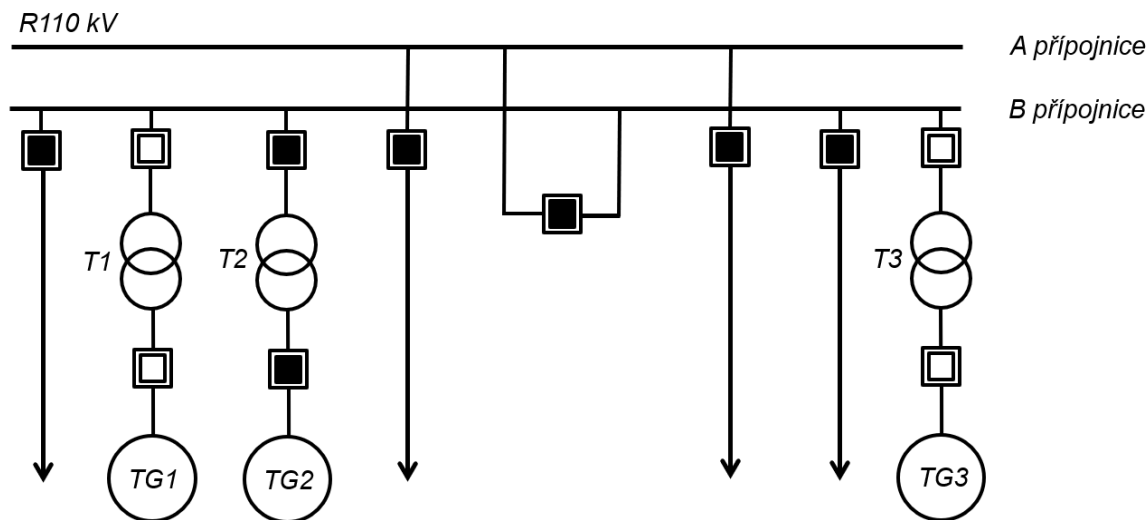 R110 kV
A přípojnice
B přípojnice
T1
T2
T3
TG1
TG2
TG3